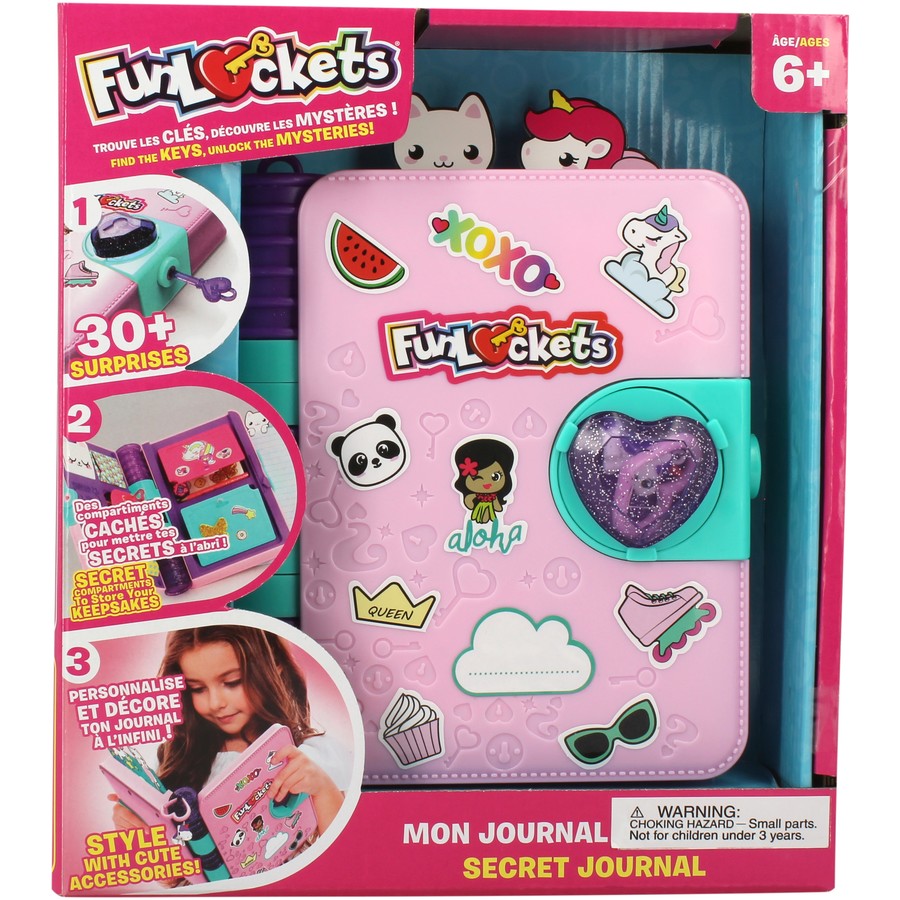 FunLockets®
TROUVE LES CLÉS, DÉCOUVRE LES MYSTÈRES !
FIND THE KEYS, UNLOCK THE MYSTERIES!
ÂGE/AGES
6+
1
ckets
30+
SURPRISES
XOXO
FunLockets
2
Des
compartiments
CACHÉS
pour mettre tes
SECRETS à l'abri !
SECRET
COMPARTMENTS
To Store Your
KEEPSAKES
aloha
QUEEN
3
PERSONNALISE
ET DÉCORE
TON JOURNAL
À L'INFINI !
XOXO
FunLockets
STYLE
WITH CUTE
ACCESSORIES!
MON JOURNAL
SECRET JOURNAL
⚠ WARNING:
CHOKING HAZARD — Small parts.
Not for children under 3 years.